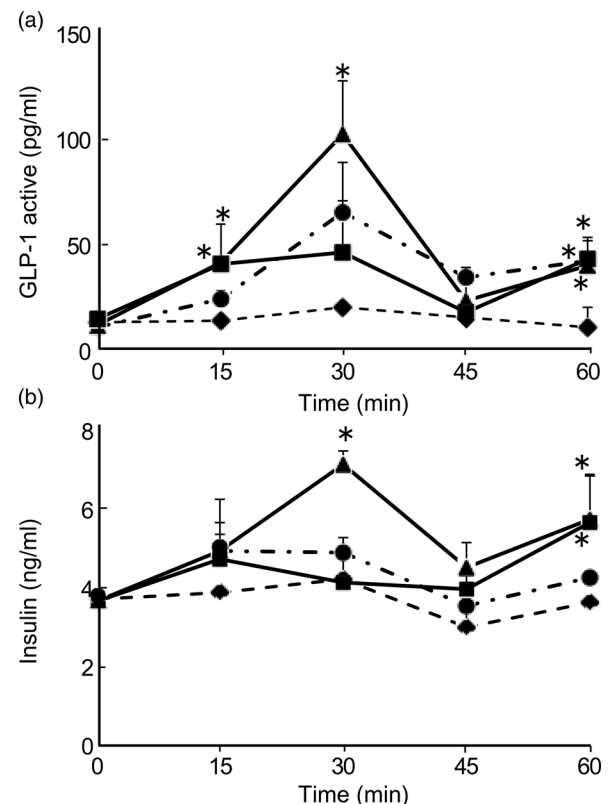 (a)
150
100
50
0
GLP-1 active (pg/ml)
* * * * * *
0 15 30 45 60
Time (min)
(b)
8
6
4
2
0
Insulin (ng/ml)
* * *
0 15 30 45 60
Time (min)